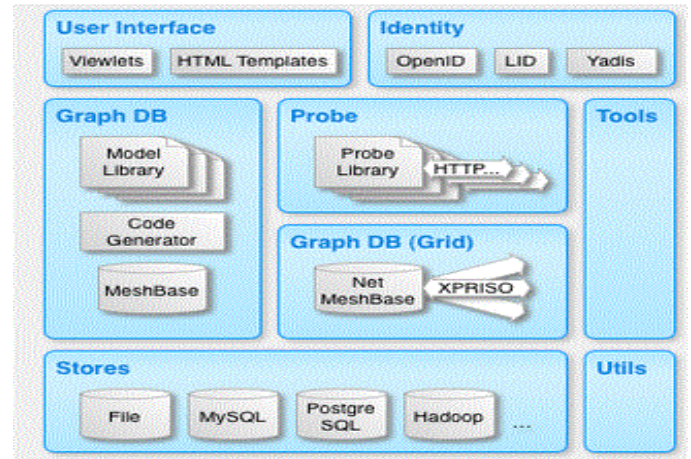 User Interface
Viewlets
HTML Templates
Identity
OpenID
LID
Yadis
Graph DB
Model
Library
Code
Generator
MeshBase
Probe
Probe
Library
HTTP...
Graph DB (Grid)
Net
MeshBase
XPRISO
Tools
Stores
File
MySQL
Postgre
SQL
Hadoop
...
Utils